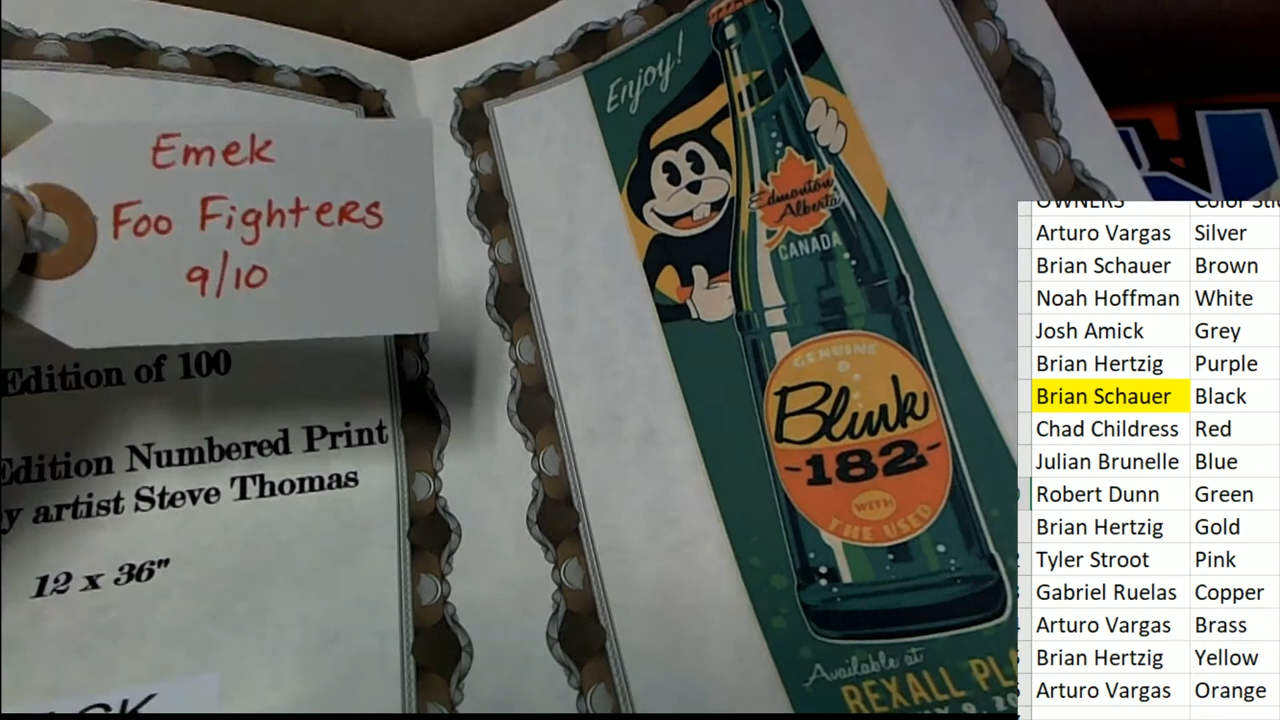 Emek
Foo Fighters
9/10
Edition of 100
Edition Numbered Print
y artist Steve Thomas
12 x 36"
Enjoy!
Edmonton
Alberta
CANADA
GENUINE
Blink
-182-
WITH
THE USED
Available at
REXALL PL
OWNERS
Arturo Vargas Silver
Brian Schauer Brown
Noah Hoffman White
Josh Amick Grey
Brian Hertzig Purple
Brian Schauer Black
Chad Childress Red
Julian Brunelle Blue
Robert Dunn Green
Brian Hertzig Gold
Tyler Stroot Pink
Gabriel Ruelas Copper
Arturo Vargas Brass
Brian Hertzig Yellow
Arturo Vargas Orange